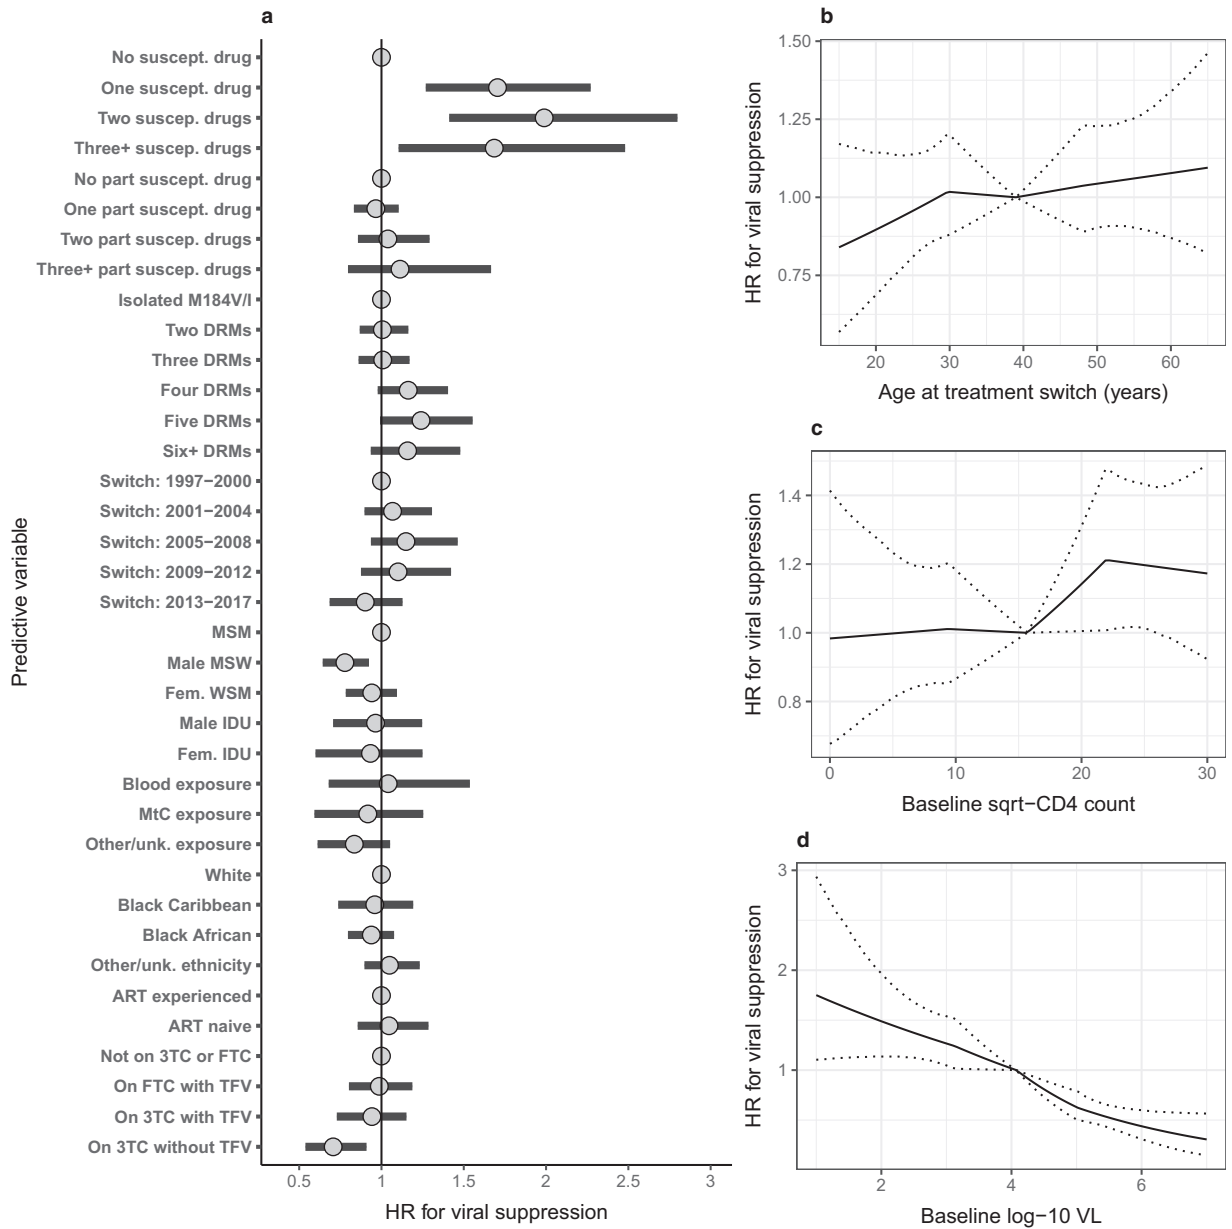 a
Predictive variable
No suscept. drug
One suscept. drug
Two suscep. drugs
Three+ suscep. drugs
No part suscept. drug
One part suscept. drug
Two part suscep. drugs
Three+ part suscep. drugs
Isolated M184V/I
Two DRMs
Three DRMs
Four DRMs
Five DRMs
Six+ DRMs
Switch: 1997−2000
Switch: 2001−2004
Switch: 2005−2008
Switch: 2009−2012
Switch: 2013−2017
MSM
Male MSW
Fem. WSM
Male IDU
Fem. IDU
Blood exposure
MtC exposure
Other/unk. exposure
White
Black Caribbean
Black African
Other/unk. ethnicity
ART experienced
ART naive
Not on 3TC or FTC
On FTC with TFV
On 3TC with TFV
On 3TC without TFV
0.5 1 1.5 2 2.5 3
HR for viral suppression
b
HR for viral suppression
1.50
1.25
1.00
0.75
20 30 40 50 60
Age at treatment switch (years)
c
HR for viral suppression
1.4
1.2
1.0
0.8
0 10 20 30
Baseline sqrt−CD4 count
d
HR for viral suppression
3
2
1
2 4 6
Baseline log−10 VL